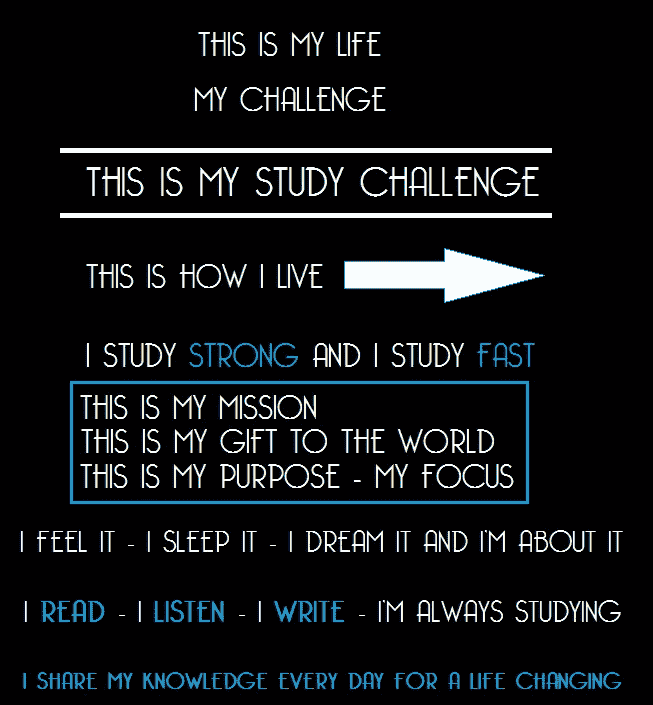 THIS IS MY LIFE
MY CHALLENGE
THIS IS MY STUDY CHALLENGE
THIS IS HOW I LIVE
I STUDY STRONG AND I STUDY FAST
THIS IS MY MISSION
THIS IS MY GIFT TO THE WORLD
THIS IS MY PURPOSE - MY FOCUS
I FEEL IT - I SLEEP IT - I DREAM IT AND I'M ABOUT IT
I READ - I LISTEN - I WRITE - I'M ALWAYS STUDYING
I SHARE MY KNOWLEDGE EVERY DAY FOR A LIFE CHANGING